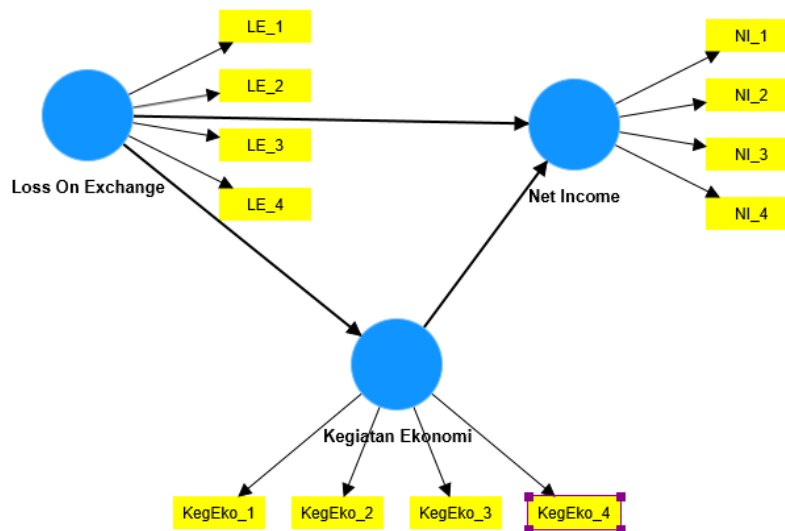 LE_1
LE_2
LE_3
LE_4
Loss On Exchange
NI_1
NI_2
NI_3
NI_4
Net Income
Kegiatan Ekonomi
KegEko_1
KegEko_2
KegEko_3
KegEko_4